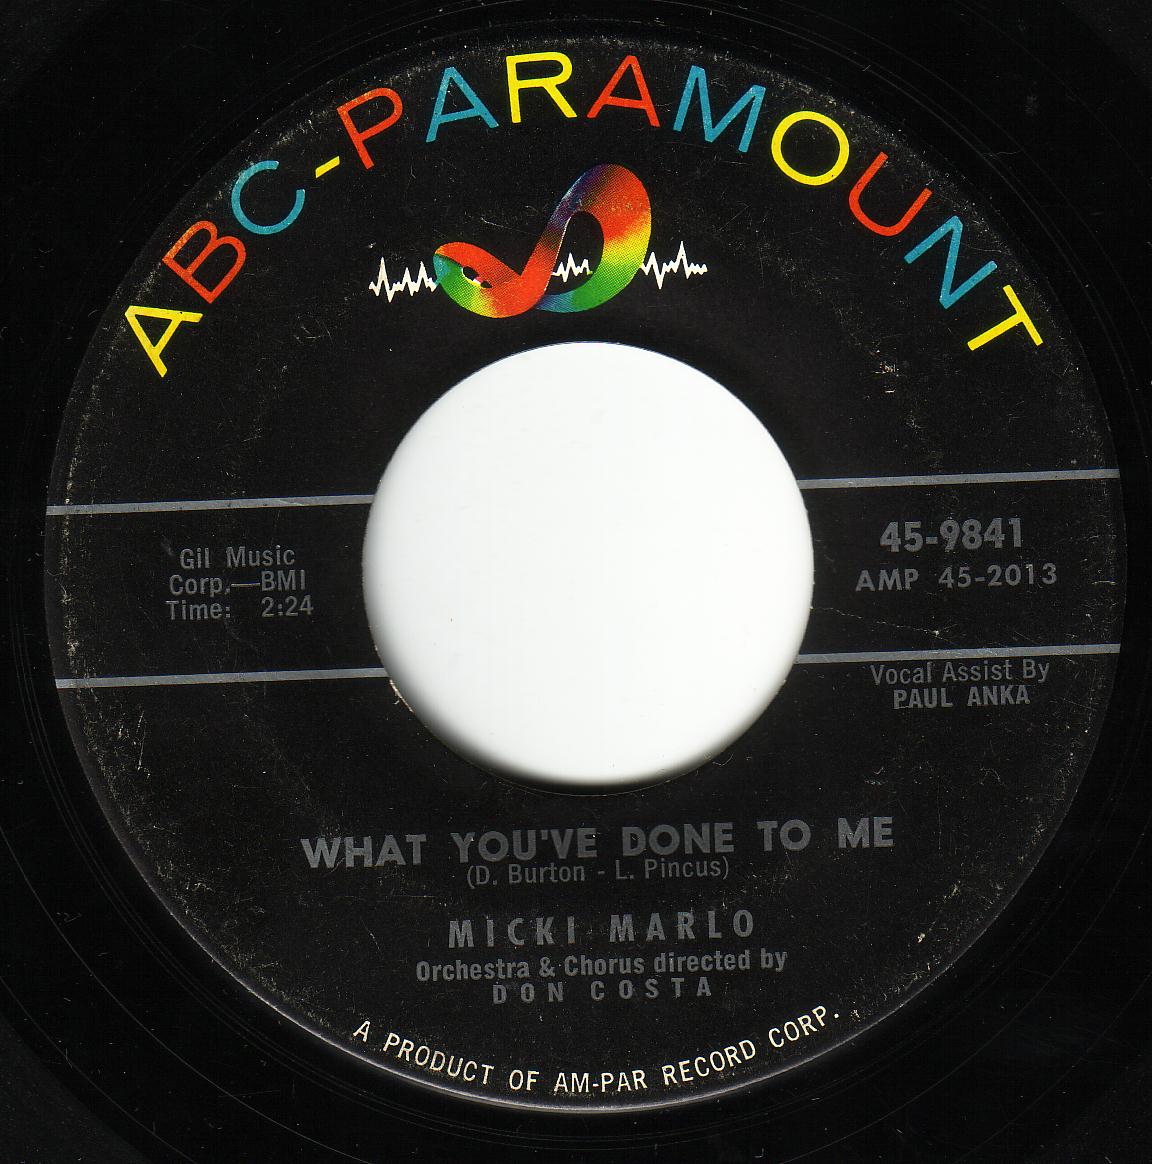 ABC-PARAMOUNT
Gil Music
Corp.—BMI
Time: 2:24
45-9841
AMP 45-2013
Vocal Assist By
PAUL ANKA
WHAT YOU'VE DONE TO ME
(D. Burton - L. Pincus)
MICKI MARLO
Orchestra & Chorus directed by
DON COSTA
A PRODUCT OF AM-PAR RECORD CORP.